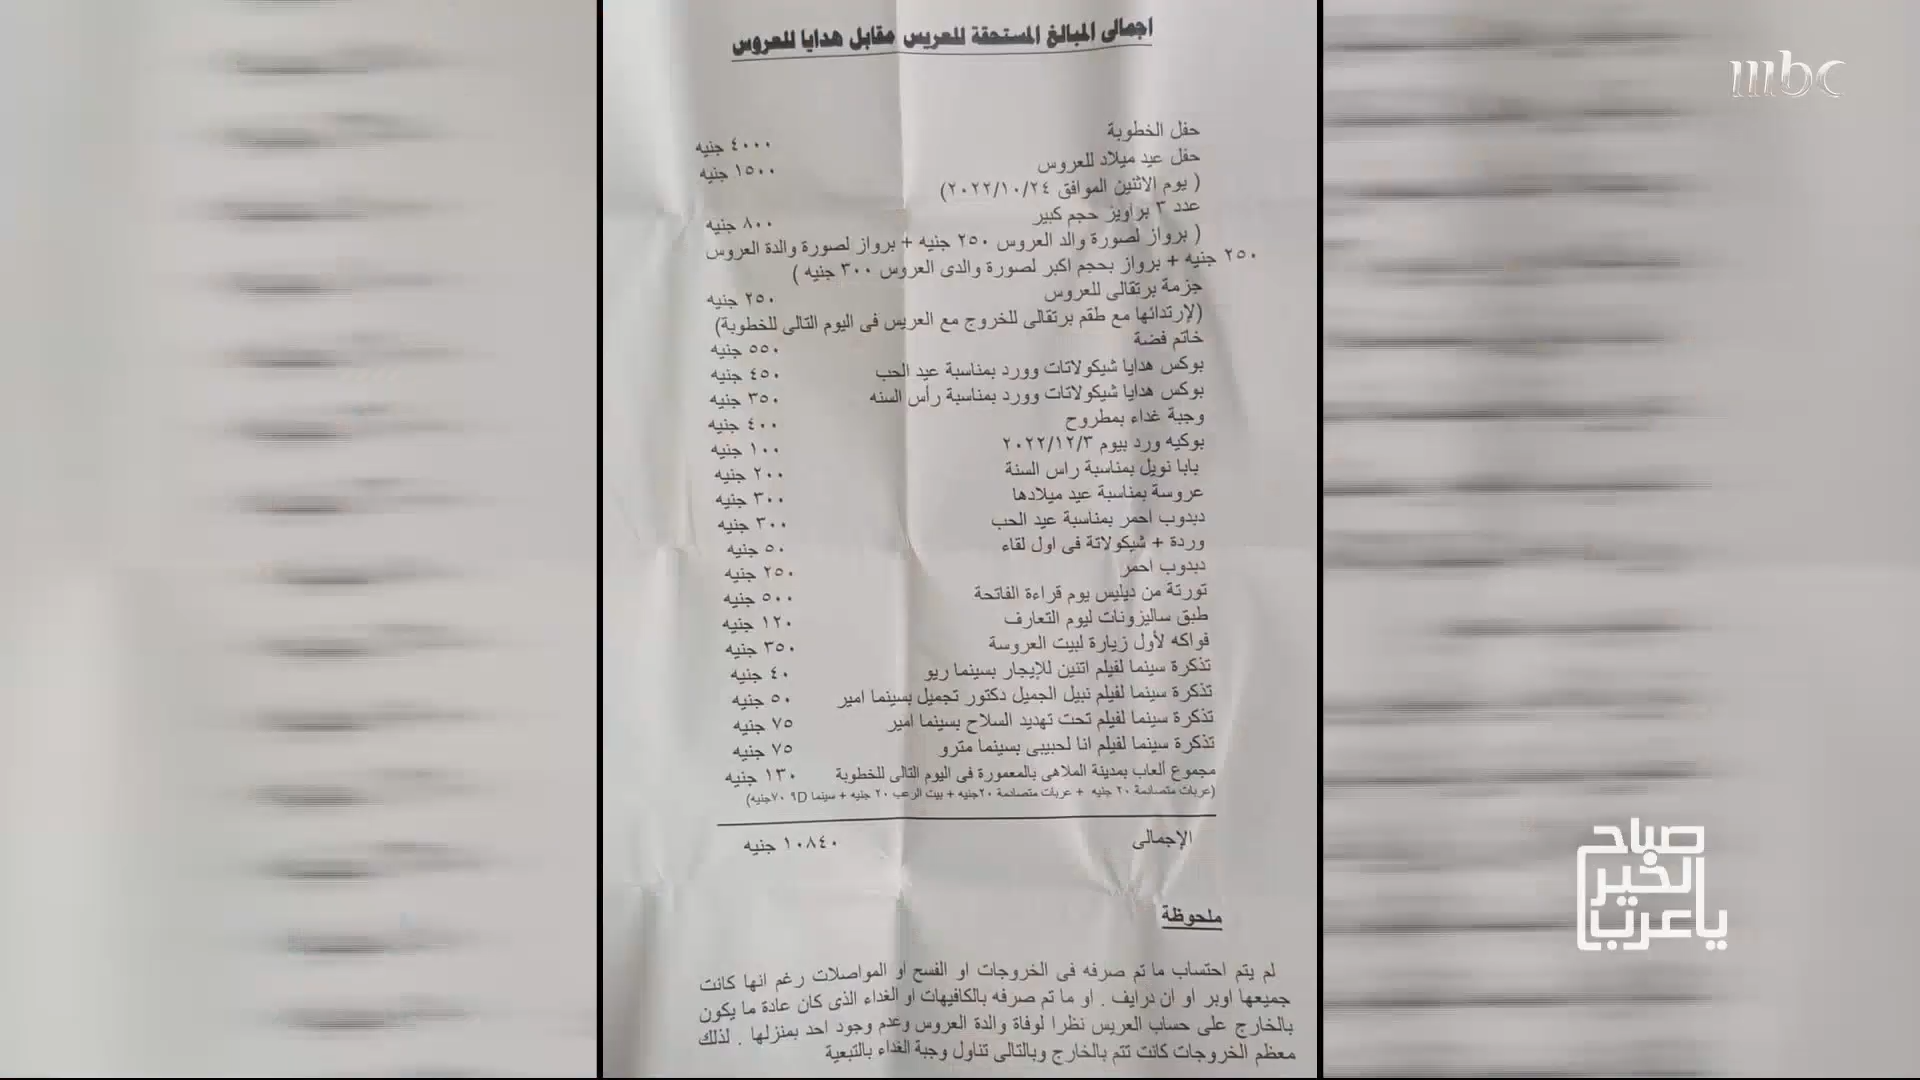 اجمالى المبالغ المستحقة للعريس مقابل هدايا للعروس
mbc
حفل الخطوبة ٤٠٠٠ جنيه
حفل عيد ميلاد للعروس ١٥٠٠ جنيه
( يوم الاثنين الموافق ٢٠٢٢/١٠/٢٤)
عدد ٣ براويز حجم كبير ٨٠٠ جنيه
( برواز لصورة والد العروس ٢٥٠ جنيه + برواز لصورة والدة العروس
٢٥٠ جنيه + برواز بحجم اكبر لصورة والدى العروس ٣٠٠ جنيه )
جزمة برتقالى للعروس ٢٥٠ جنيه
(لإرتدائها مع طقم برتقالى للخروج مع العريس فى اليوم التالى للخطوبة)
خاتم فضة ٥٥٠ جنيه
بوكس هدايا شيكولاتات وورد بمناسبة عيد الحب ٤٥٠ جنيه
بوكس هدايا شيكولاتات وورد بمناسبة رأس السنه ٣٥٠ جنيه
وجبة غداء بمطروح ٤٠٠ جنيه
بوكيه ورد بيوم ٢٠٢٢/١٢/٣ ١٠٠ جنيه
بابا نويل بمناسبة راس السنة ٢٠٠ جنيه
عروسة بمناسبة عيد ميلادها ٣٠٠ جنيه
دبدوب احمر بمناسبة عيد الحب ٣٠٠ جنيه
وردة + شيكولاتة فى اول لقاء ٥٠ جنيه
دبدوب احمر ٢٥٠ جنيه
تورتة من ديليس يوم قراءة الفاتحة ٥٠٠ جنيه
طبق ساليزونات ليوم التعارف ١٢٠ جنيه
فواكه لأول زيارة لبيت العروسة ٣٥٠ جنيه
تذكرة سينما لفيلم اتنين للإيجار بسينما ريو ٤٠ جنيه
تذكرة سينما لفيلم نبيل الجميل دكتور تجميل بسينما امير ٥٠ جنيه
تذكرة سينما لفيلم تحت تهديد السلاح بسينما امير ٧٥ جنيه
تذكرة سينما لفيلم انا لحبيبى بسينما مترو ٧٥ جنيه
مجموع ألعاب بمدينة الملاهى بالمعمورة فى اليوم التالى للخطوبة ١٣٠ جنيه
(عربات متصادمة ٢٠ جنيه + عربات متصادمة ٢٠جنيه + بيت الرعب ٢٠ جنيه + سينما ٩D ٧٠جنيه)
الإجمالى ١٠٨٤٠ جنيه
صباح
الخير
يا عرب
ملحوظة
لم يتم احتساب ما تم صرفه فى الخروجات او الفسح او المواصلات رغم انها كانت
جميعها اوبر او ان درايف . او ما تم صرفه بالكافيهات او الغداء الذى كان عادة ما يكون
بالخارج على حساب العريس نظرا لوفاة والدة العروس وعدم وجود احد بمنزلها . لذلك
معظم الخروجات كانت تتم بالخارج وبالتالى تناول وجبة الغداء بالتبعية